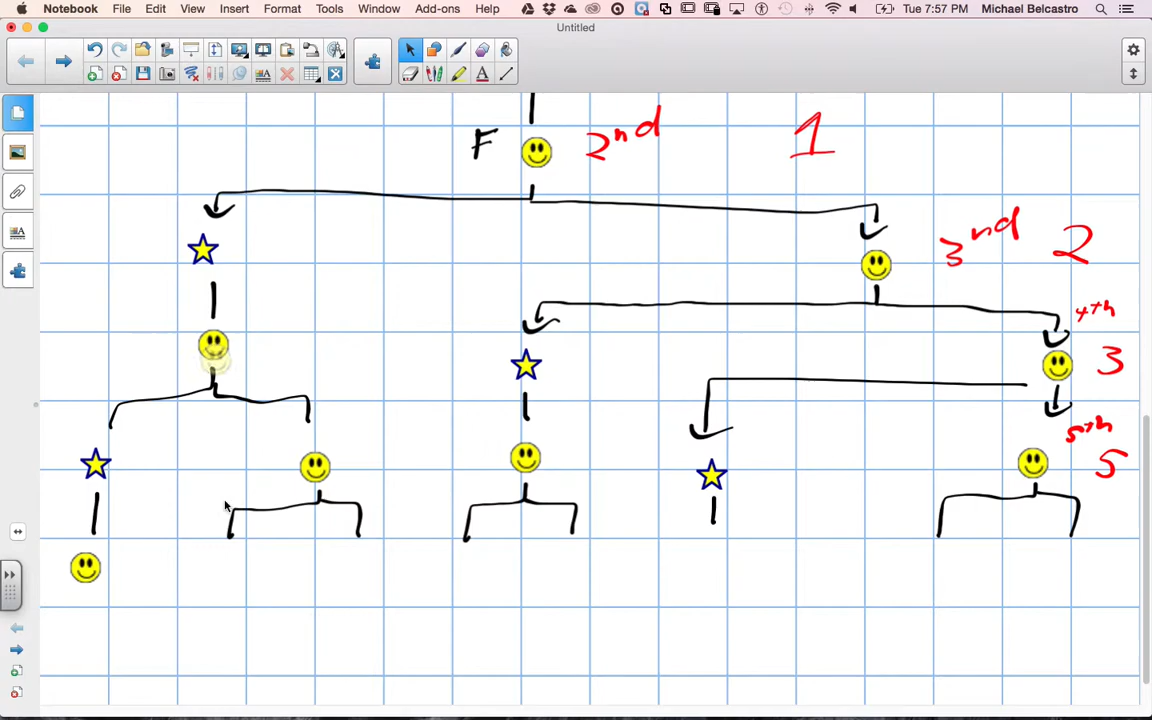 Notebook File Edit View Insert Format Tools Window Add-ons Help Tue 7:57 PM Michael Belcastro
Untitled
F 2nd 1
3nd 2
4th
3
5th
5